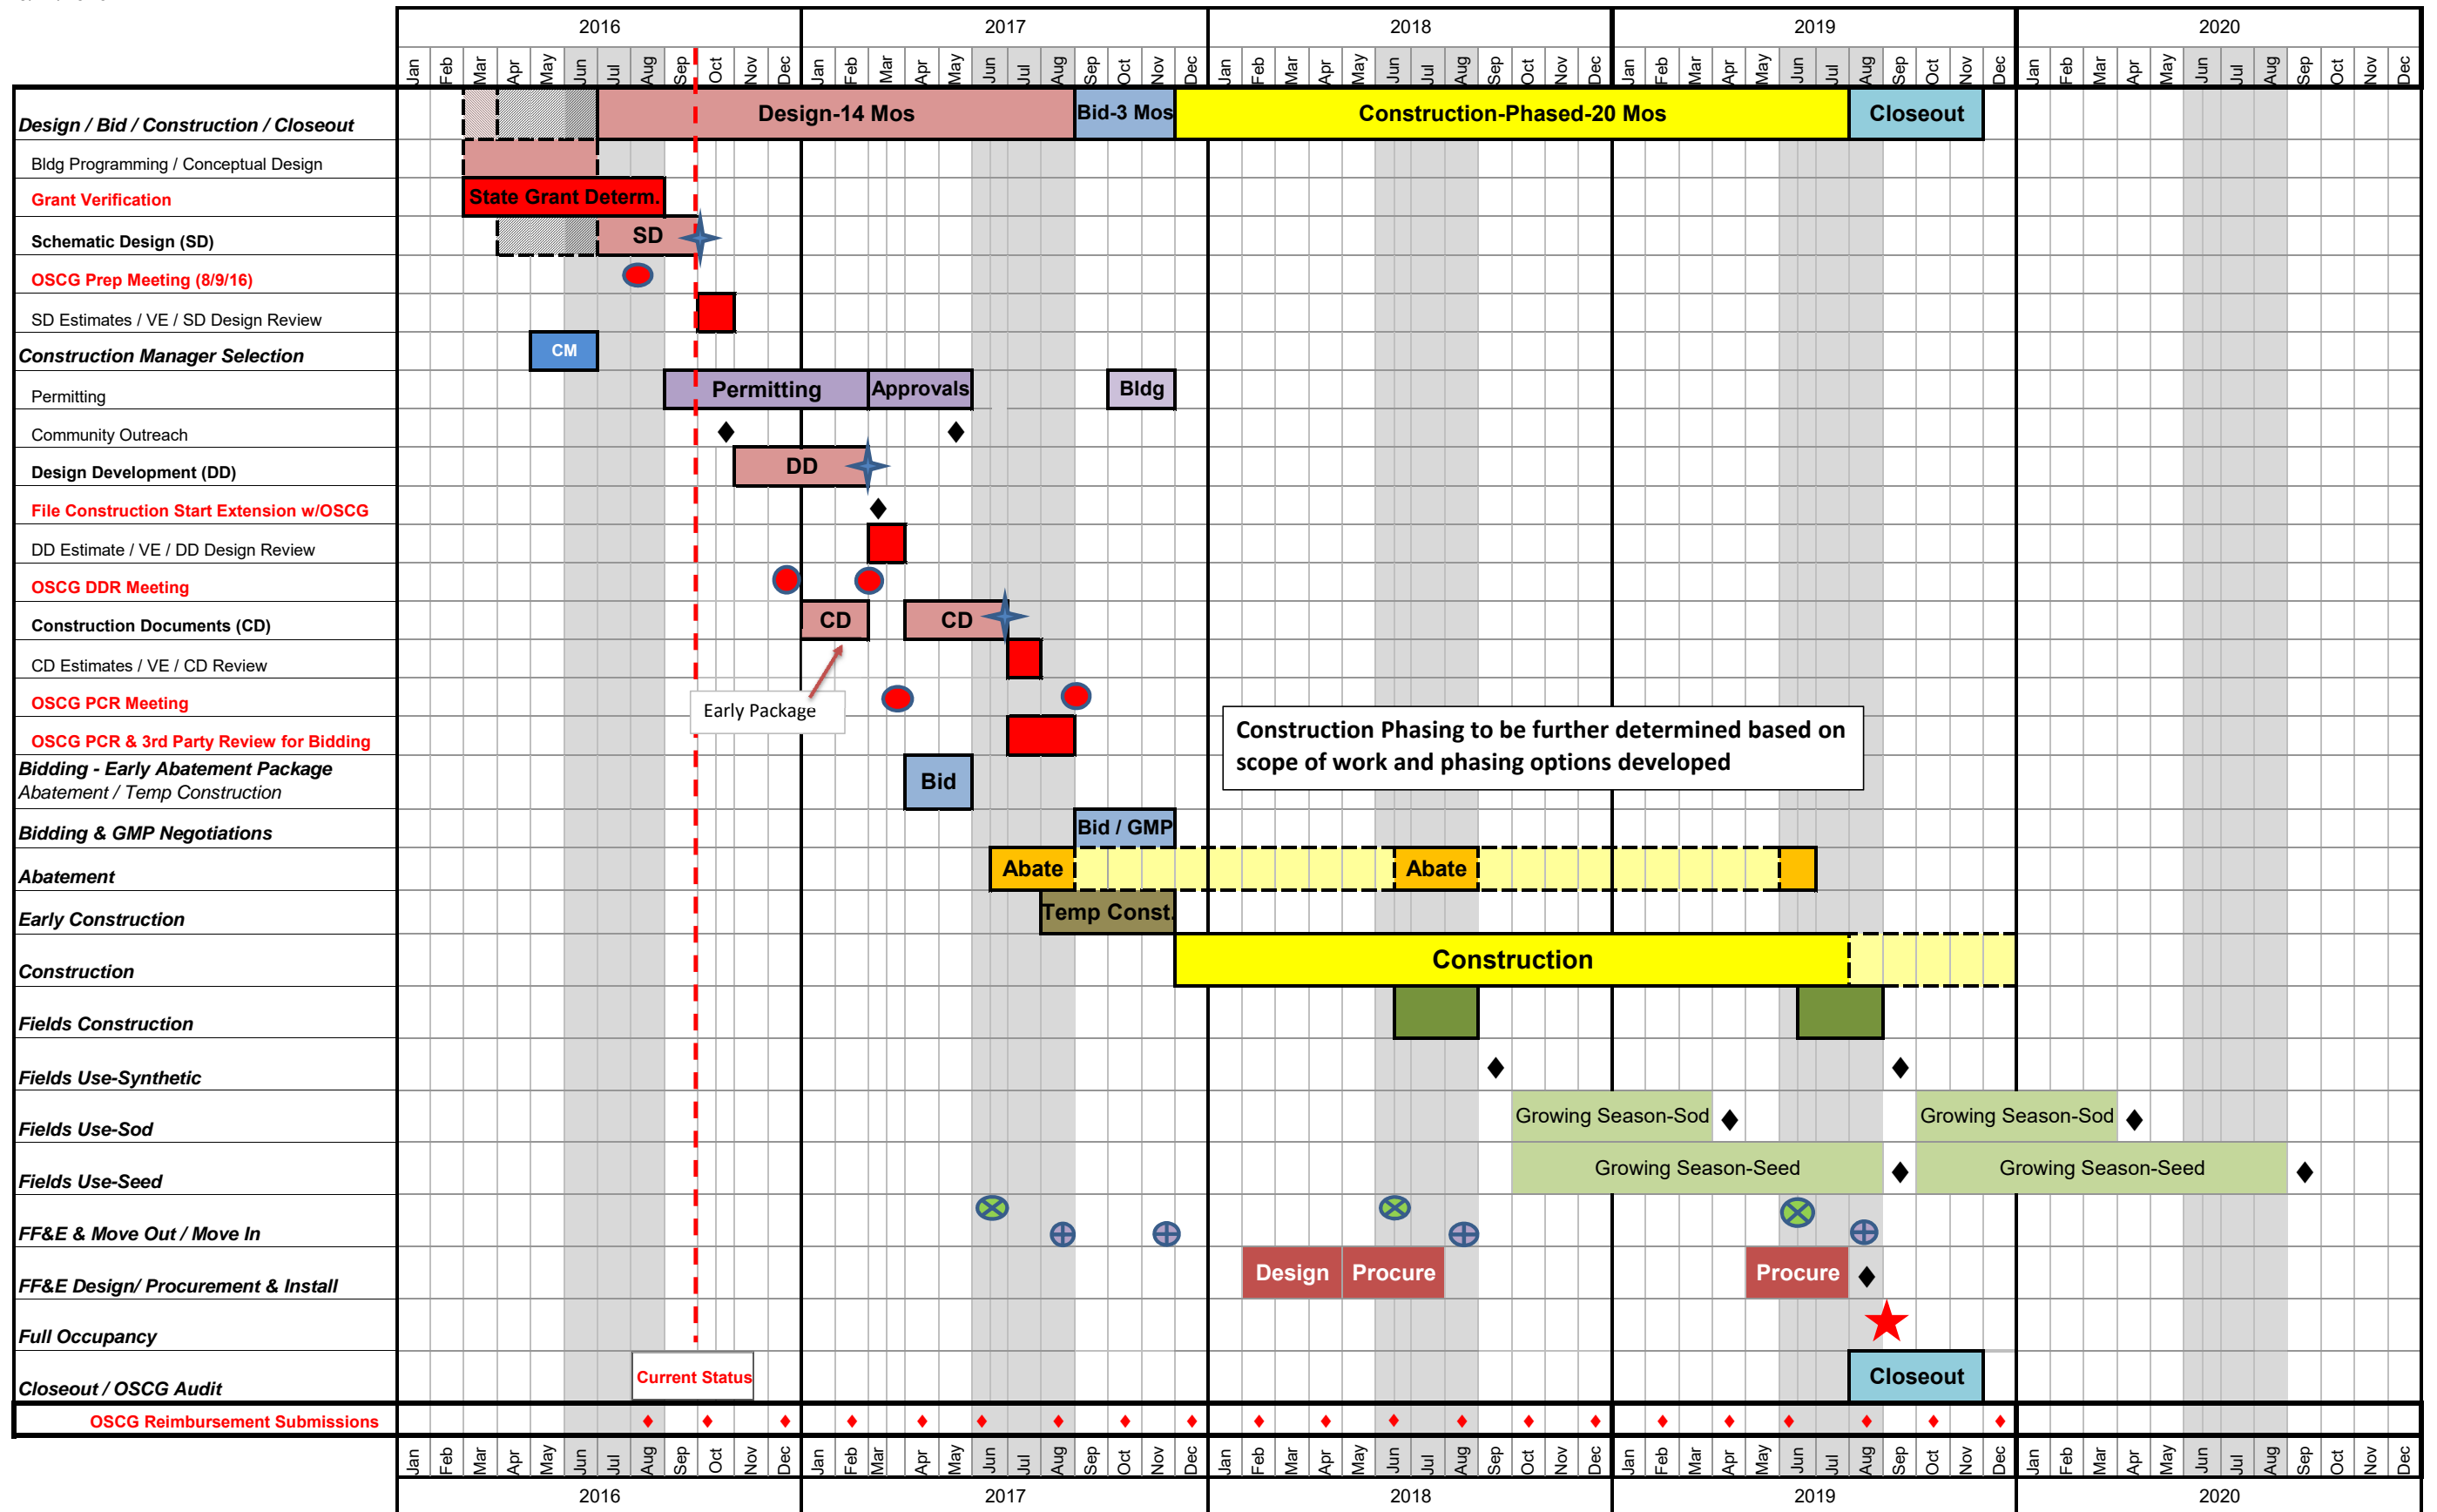 2016 2017 2018 2019 2020
Jan Feb Mar Apr May Jun Jul Aug Sep Oct Nov Dec Jan Feb Mar Apr May Jun Jul Aug Sep Oct Nov Dec Jan Feb Mar Apr May Jun Jul Aug Sep Oct Nov Dec Jan Feb Mar Apr May Jun Jul Aug Sep Oct Nov Dec Jan Feb Mar Apr May Jun Jul Aug Sep Oct Nov Dec
Design / Bid / Construction / Closeout Design-14 Mos Bid-3 Mos Construction-Phased-20 Mos Closeout
Bldg Programming / Conceptual Design
Grant Verification State Grant Determ.
Schematic Design (SD) SD
OSCG Prep Meeting (8/9/16)
SD Estimates / VE / SD Design Review
Construction Manager Selection CM
Permitting Permitting Approvals Bldg
Community Outreach
Design Development (DD) DD
File Construction Start Extension w/OSCG
DD Estimate / VE / DD Design Review
OSCG DDR Meeting
Construction Documents (CD) CD CD
CD Estimates / VE / CD Review
OSCG PCR Meeting
Early Package
OSCG PCR & 3rd Party Review for Bidding
Construction Phasing to be further determined based on
scope of work and phasing options developed
Bidding - Early Abatement Package
Abatement / Temp Construction Bid
Bidding & GMP Negotiations Bid / GMP
Abatement Abate Abate
Early Construction Temp Const.
Construction Construction
Fields Construction
Fields Use-Synthetic
Fields Use-Sod Growing Season-Sod Growing Season-Sod
Fields Use-Seed Growing Season-Seed Growing Season-Seed
FF&E & Move Out / Move In
FF&E Design/ Procurement & Install Design Procure Procure
Full Occupancy
Closeout / OSCG Audit Current Status Closeout
OSCG Reimbursement Submissions
Jan Feb Mar Apr May Jun Jul Aug Sep Oct Nov Dec Jan Feb Mar Apr May Jun Jul Aug Sep Oct Nov Dec Jan Feb Mar Apr May Jun Jul Aug Sep Oct Nov Dec Jan Feb Mar Apr May Jun Jul Aug Sep Oct Nov Dec Jan Feb Mar Apr May Jun Jul Aug Sep Oct Nov Dec
2016 2017 2018 2019 2020